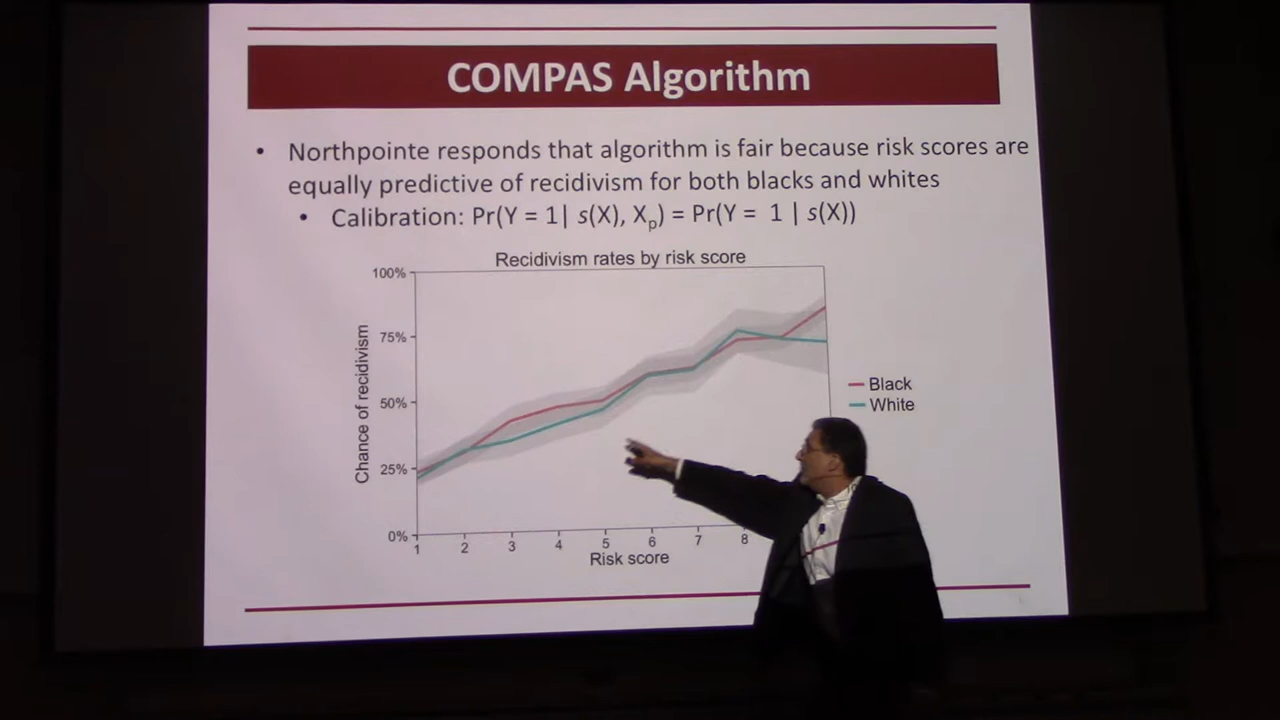 COMPAS Algorithm
• Northpointe responds that algorithm is fair because risk scores are
equally predictive of recidivism for both blacks and whites
• Calibration: Pr(Y = 1| s(X), Xp) = Pr(Y = 1 | s(X))
Recidivism rates by risk score
100%
75%
50%
25%
0%
Chance of recidivism
1 2 3 4 5 6 7 8
Risk score
Black
White